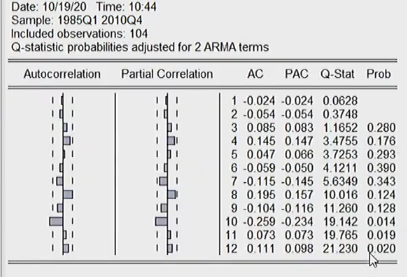 Date: 10/19/20 Time: 10:44
Sample: 1985Q1 2010Q4
Included observations: 104
Q-statistic probabilities adjusted for 2 ARMA terms
Autocorrelation Partial Correlation AC PAC Q-Stat Prob
1 -0.024 -0.024 0.0628
2 -0.054 -0.054 0.3748
3 0.085 0.083 1.1652 0.280
4 0.145 0.147 3.4755 0.176
5 0.047 0.066 3.7253 0.293
6 -0.059 -0.050 4.1211 0.390
7 -0.115 -0.145 5.6349 0.343
8 0.195 0.157 10.016 0.124
9 -0.104 -0.116 11.260 0.128
10 -0.259 -0.234 19.142 0.014
11 0.073 0.073 19.765 0.019
12 0.111 0.098 21.230 0.020